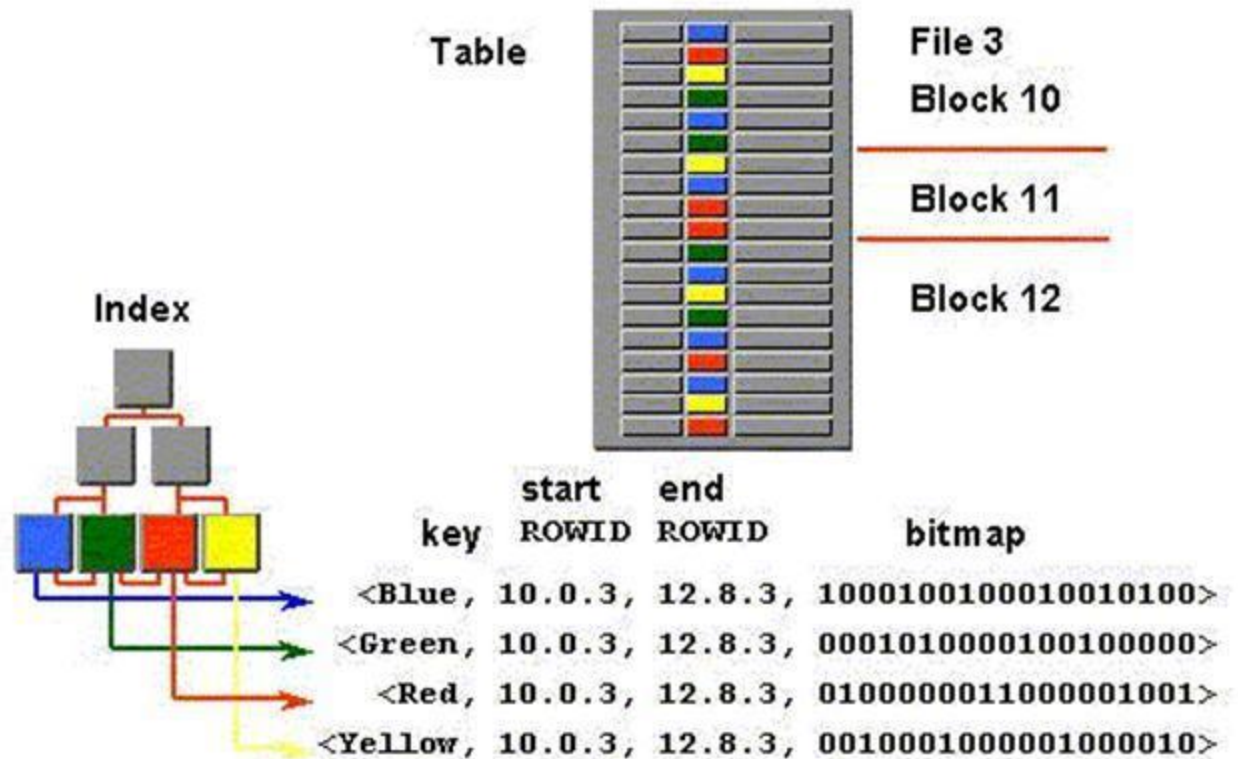 Table
File 3
Block 10
Block 11
Block 12
Index
start end
key ROWID ROWID bitmap
<Blue, 10.0.3, 12.8.3, 1000100100010010100>
<Green, 10.0.3, 12.8.3, 0001010000100100000>
<Red, 10.0.3, 12.8.3, 0100000011000001001>
<Yellow, 10.0.3, 12.8.3, 0010001000001000010>